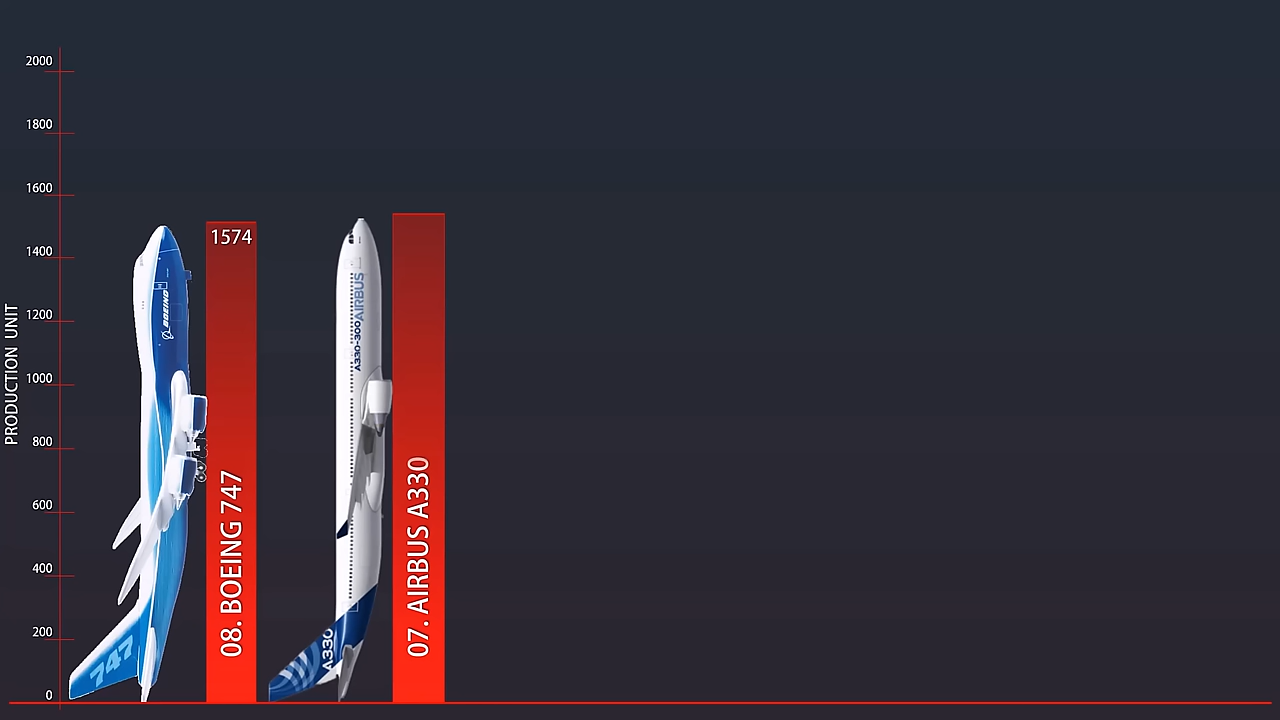 2000
1800
1600
1400
1200
1000
800
600
400
200
0
PRODUCTION UNIT
1574
08. BOEING 747
BOEING
747
07. AIRBUS A330
A330-300 AIRBUS
A330